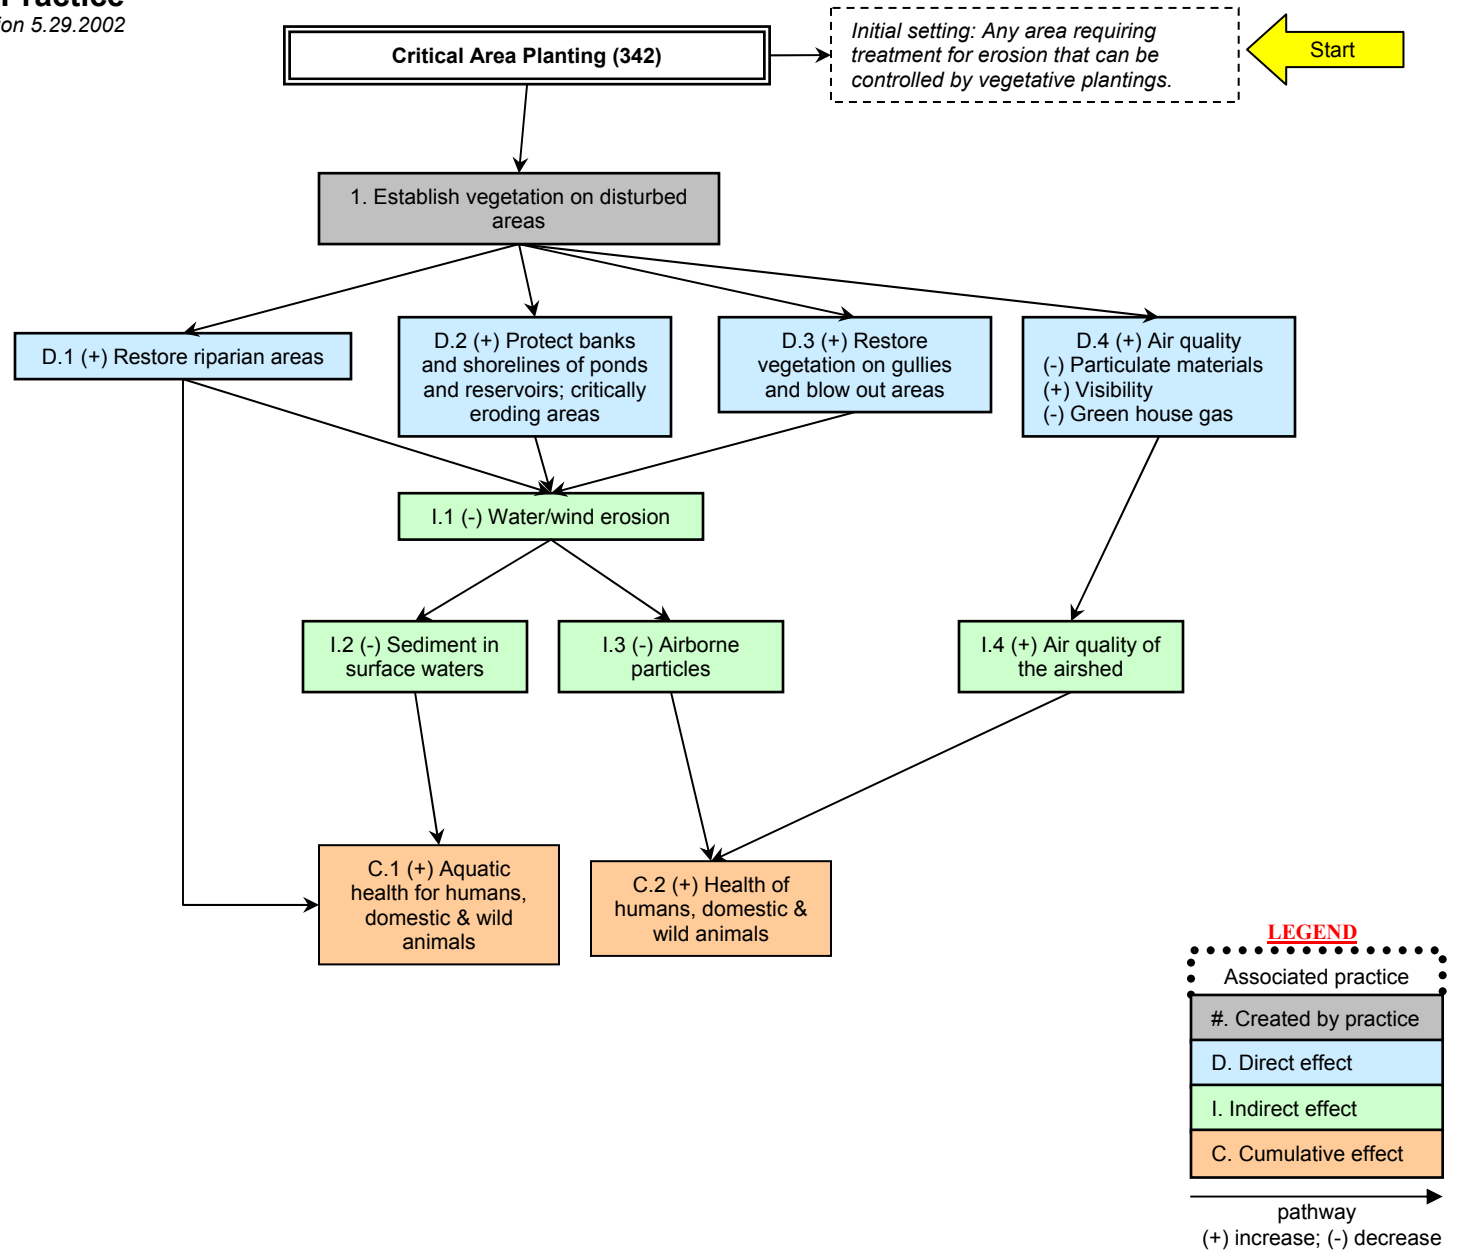 ion 5.29.2002
Critical Area Planting (342)
Initial setting: Any area requiring
treatment for erosion that can be
controlled by vegetative plantings.
Start
1. Establish vegetation on disturbed
areas
D.1 (+) Restore riparian areas
D.2 (+) Protect banks
and shorelines of ponds
and reservoirs; critically
eroding areas
D.3 (+) Restore
vegetation on gullies
and blow out areas
D.4 (+) Air quality
(-) Particulate materials
(+) Visibility
(-) Green house gas
I.1 (-) Water/wind erosion
I.2 (-) Sediment in
surface waters
I.3 (-) Airborne
particles
I.4 (+) Air quality of
the airshed
C.1 (+) Aquatic
health for humans,
domestic & wild
animals
C.2 (+) Health of
humans, domestic &
wild animals
LEGEND
Associated practice
#. Created by practice
D. Direct effect
I. Indirect effect
C. Cumulative effect
pathway
(+) increase; (-) decrease